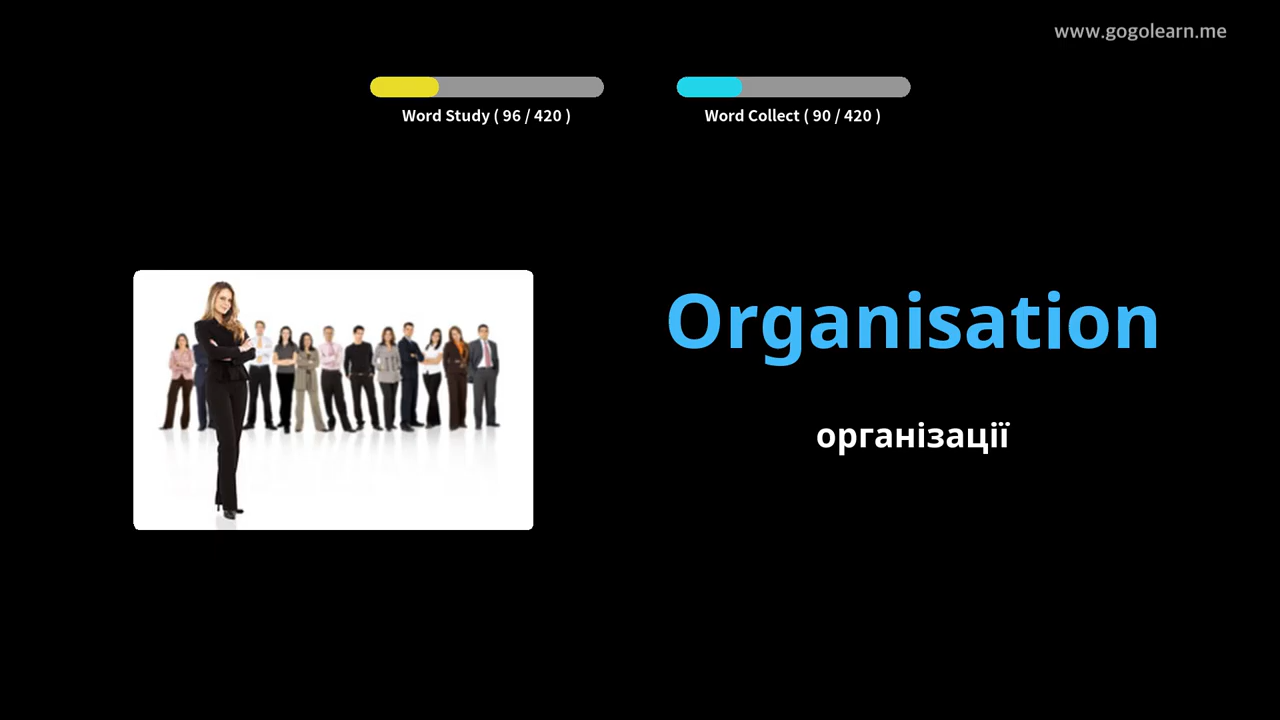 www.gogolearn.me
Word Study ( 96 / 420 )
Word Collect ( 90 / 420 )
Organisation
організації